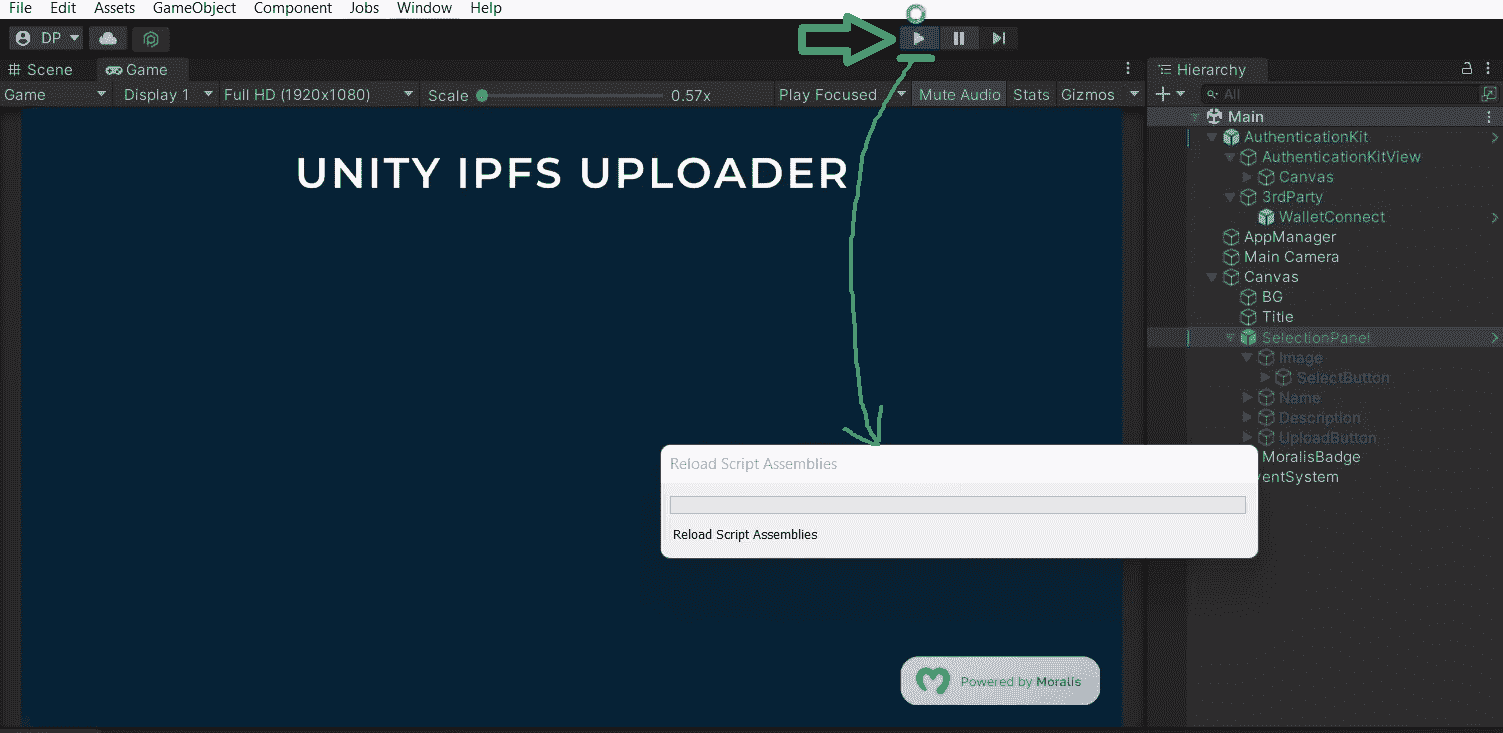 File Edit Assets GameObject Component Jobs Window Help
DP
Scene Game
Hierarchy
Game Display 1 Full HD (1920x1080) Scale 0.57x Play Focused Mute Audio Stats Gizmos
All
Main
AuthenticationKit
AuthenticationKitView
Canvas
3rdParty
WalletConnect
AppManager
Main Camera
Canvas
BG
Title
SelectionPanel
Image
SelectButton
Name
Description
UploadButton
MoralisBadge
ventSystem
UNITY IPFS UPLOADER
Reload Script Assemblies
Reload Script Assemblies
Powered by Moralis